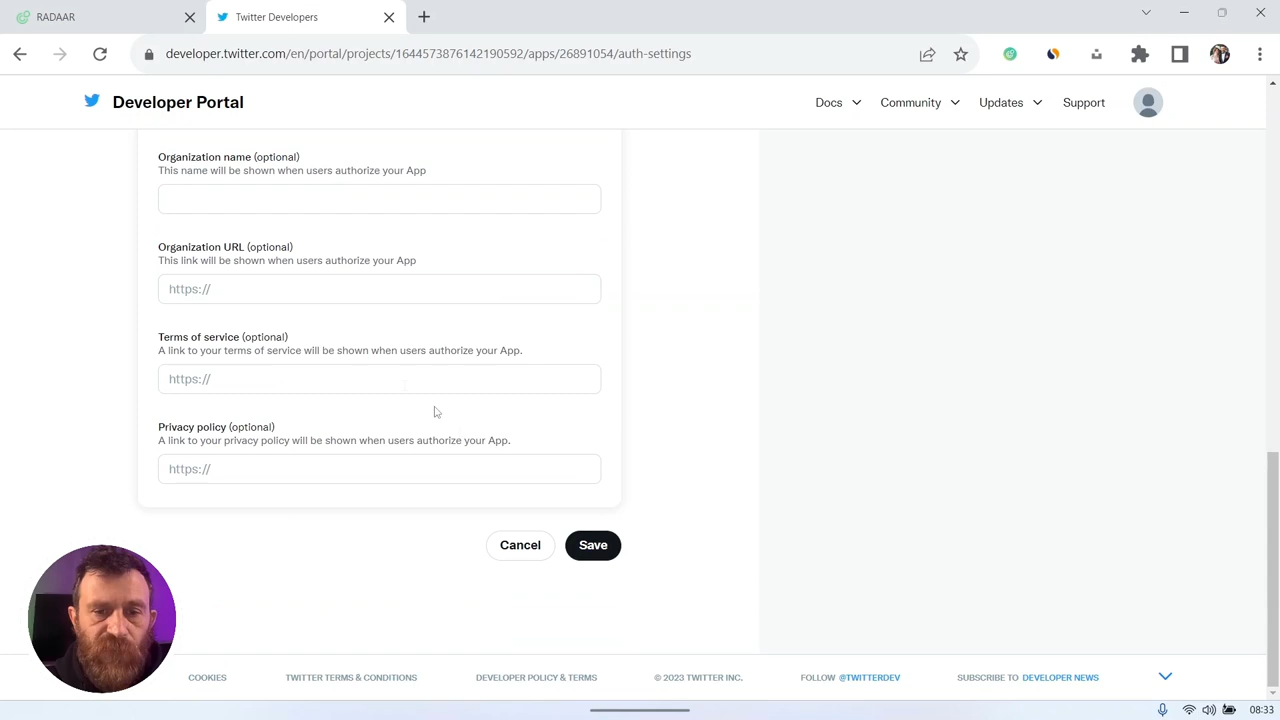 RADAAR
Twitter Developers
developer.twitter.com/en/portal/projects/1644573876142190592/apps/26891054/auth-settings
Developer Portal
Docs
Community
Updates
Support
Organization name (optional)
This name will be shown when users authorize your App
Organization URL (optional)
This link will be shown when users authorize your App
https://
Terms of service (optional)
A link to your terms of service will be shown when users authorize your App.
https://
Privacy policy (optional)
A link to your privacy policy will be shown when users authorize your App.
https://
Cancel
Save
COOKIES
TWITTER TERMS & CONDITIONS
DEVELOPER POLICY & TERMS
© 2023 TWITTER INC.
FOLLOW @TWITTERDEV
SUBSCRIBE TO DEVELOPER NEWS
08:33